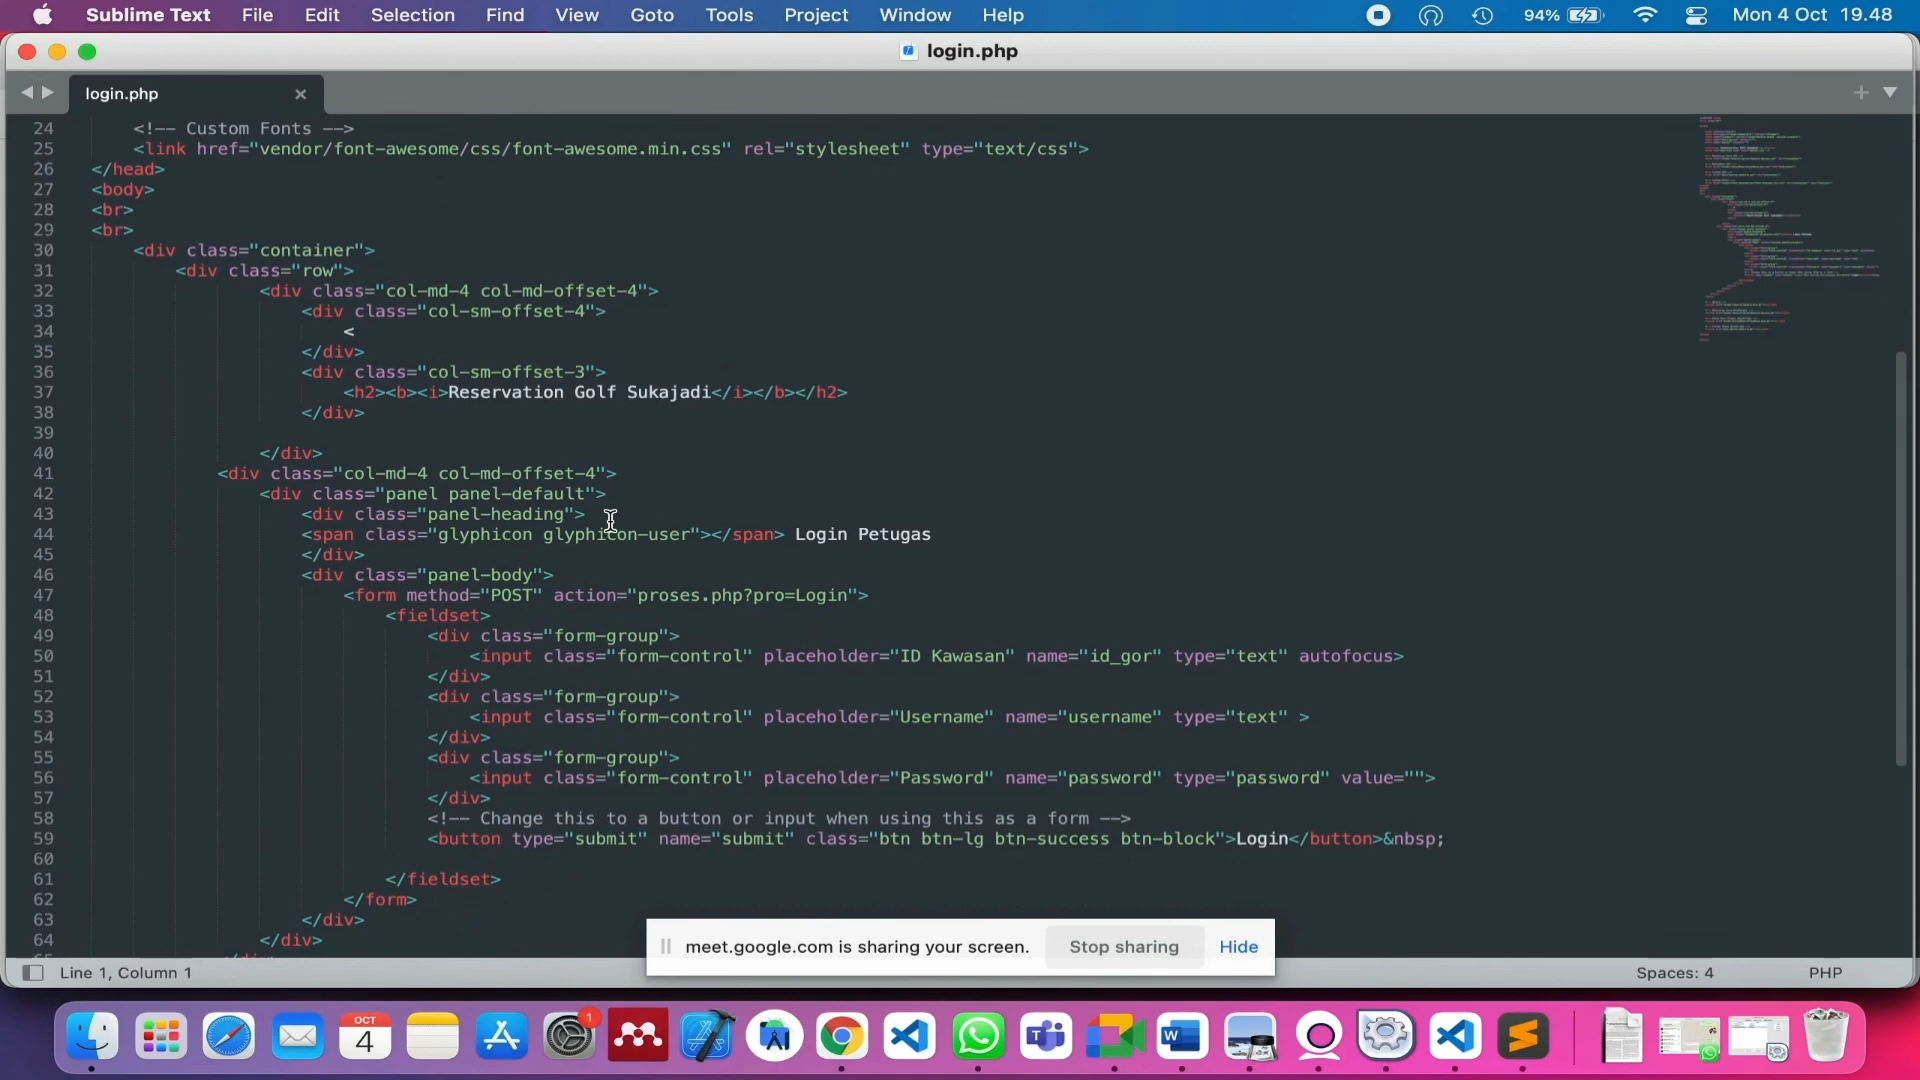 Sublime Text File Edit Selection Find View Goto Tools Project Window Help 94% Mon 4 Oct 19.48
login.php
login.php
24 <!-- Custom Fonts -->
25 <link href="vendor/font-awesome/css/font-awesome.min.css" rel="stylesheet" type="text/css">
26 </head>
27 <body>
28 <br>
29 <br>
30 <div class="container">
31 <div class="row">
32 <div class="col-md-4 col-md-offset-4">
33 <div class="col-sm-offset-4">
34 <
35 </div>
36 <div class="col-sm-offset-3">
37 <h2><b><i>Reservation Golf Sukajadi</i></b></h2>
38 </div>
39
40 </div>
41 <div class="col-md-4 col-md-offset-4">
42 <div class="panel panel-default">
43 <div class="panel-heading">
44 <span class="glyphicon glyphicon-user"></span> Login Petugas
45 </div>
46 <div class="panel-body">
47 <form method="POST" action="proses.php?pro=Login">
48 <fieldset>
49 <div class="form-group">
50 <input class="form-control" placeholder="ID Kawasan" name="id_gor" type="text" autofocus>
51 </div>
52 <div class="form-group">
53 <input class="form-control" placeholder="Username" name="username" type="text" >
54 </div>
55 <div class="form-group">
56 <input class="form-control" placeholder="Password" name="password" type="password" value="">
57 </div>
58 <!-- Change this to a button or input when using this as a form -->
59 <button type="submit" name="submit" class="btn btn-lg btn-success btn-block">Login</button>&nbsp;
60
61 </fieldset>
62 </form>
63 </div>
64 </div>
meet.google.com is sharing your screen. Stop sharing Hide
Line 1, Column 1 Spaces: 4 PHP
OCT
4
1
W